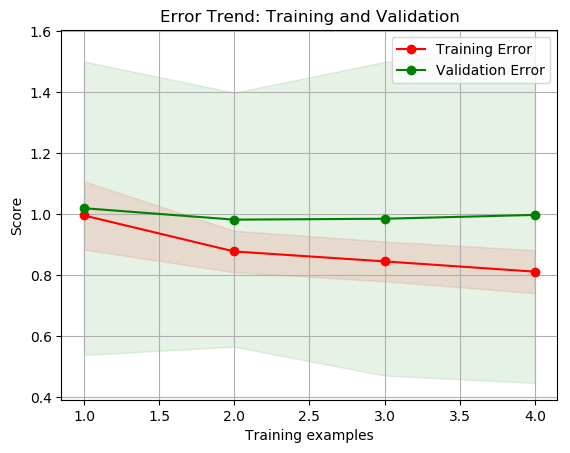 Error Trend: Training and Validation
Training Error
Validation Error
Score
1.6
1.4
1.2
1.0
0.8
0.6
0.4
1.0 1.5 2.0 2.5 3.0 3.5 4.0
Training examples